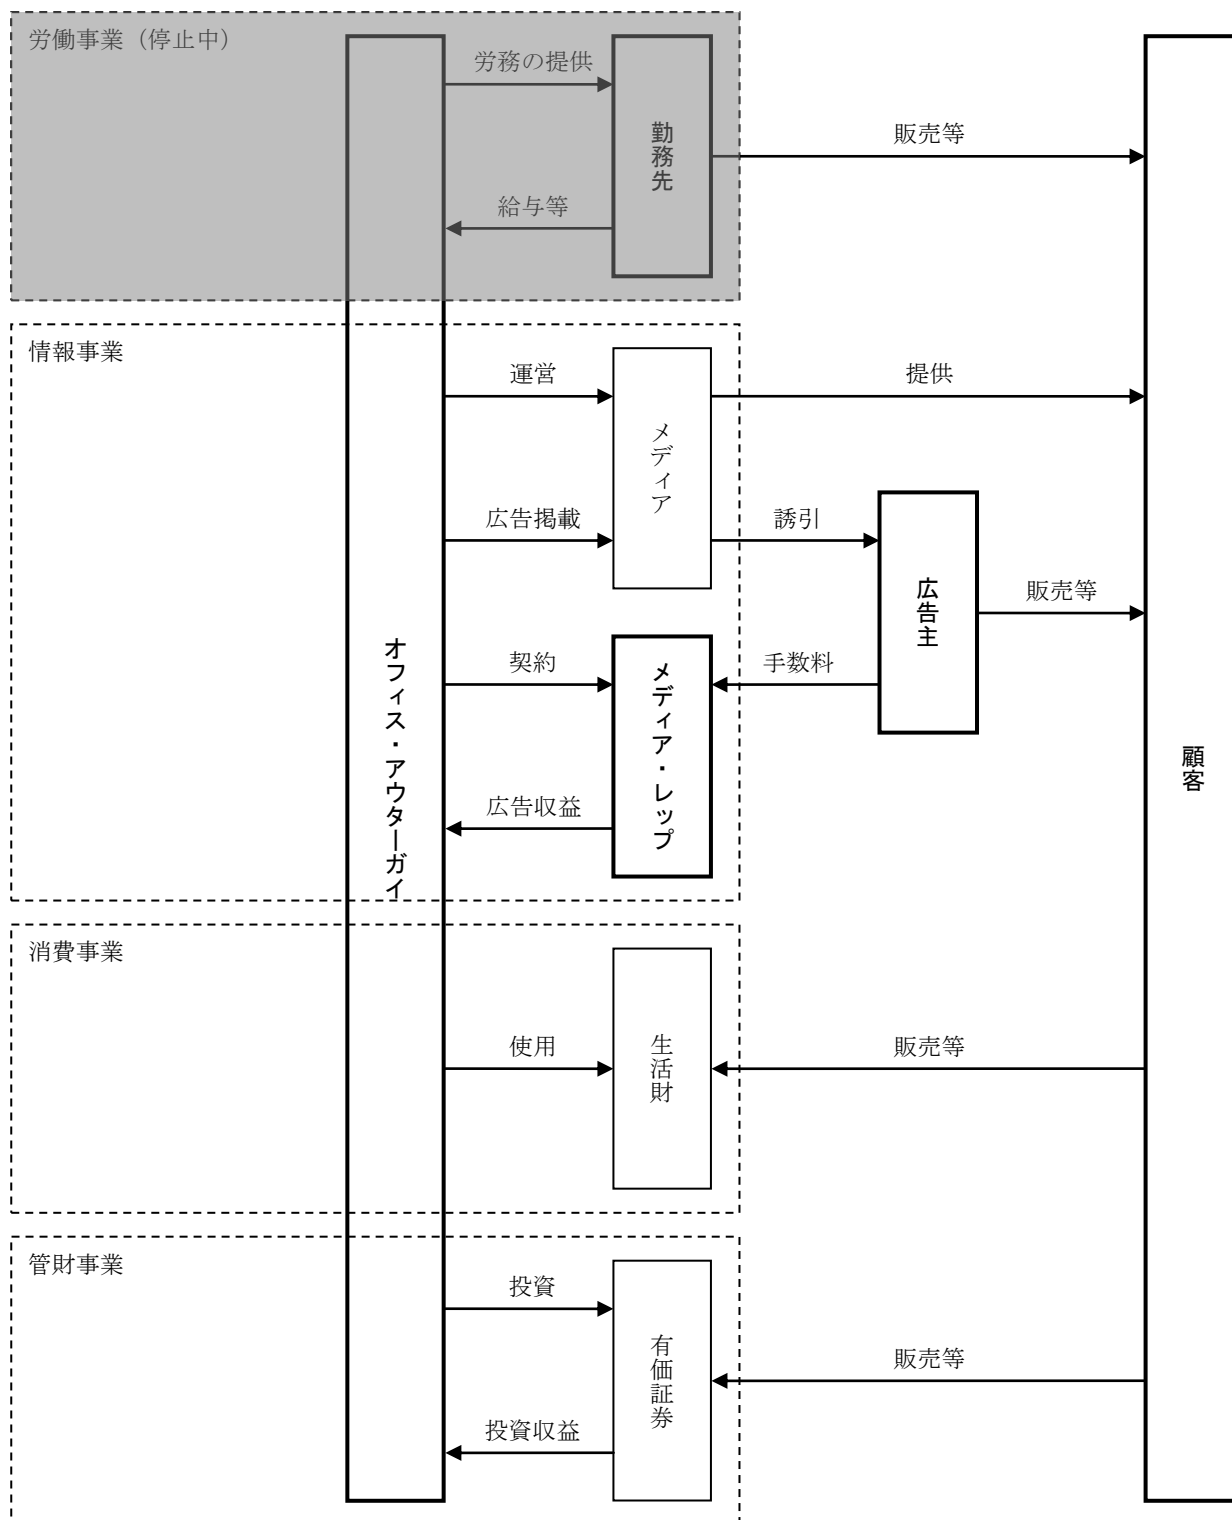 労働事業（停止中）
労務の提供
勤務先
販売等
給与等
情報事業
運営
メディア
提供
広告掲載
誘引
広告主
販売等
オフィス・アウターガイ
契約
メディア・レップ
手数料
広告収益
顧客
消費事業
使用
生活財
販売等
管財事業
投資
有価証券
販売等
投資収益